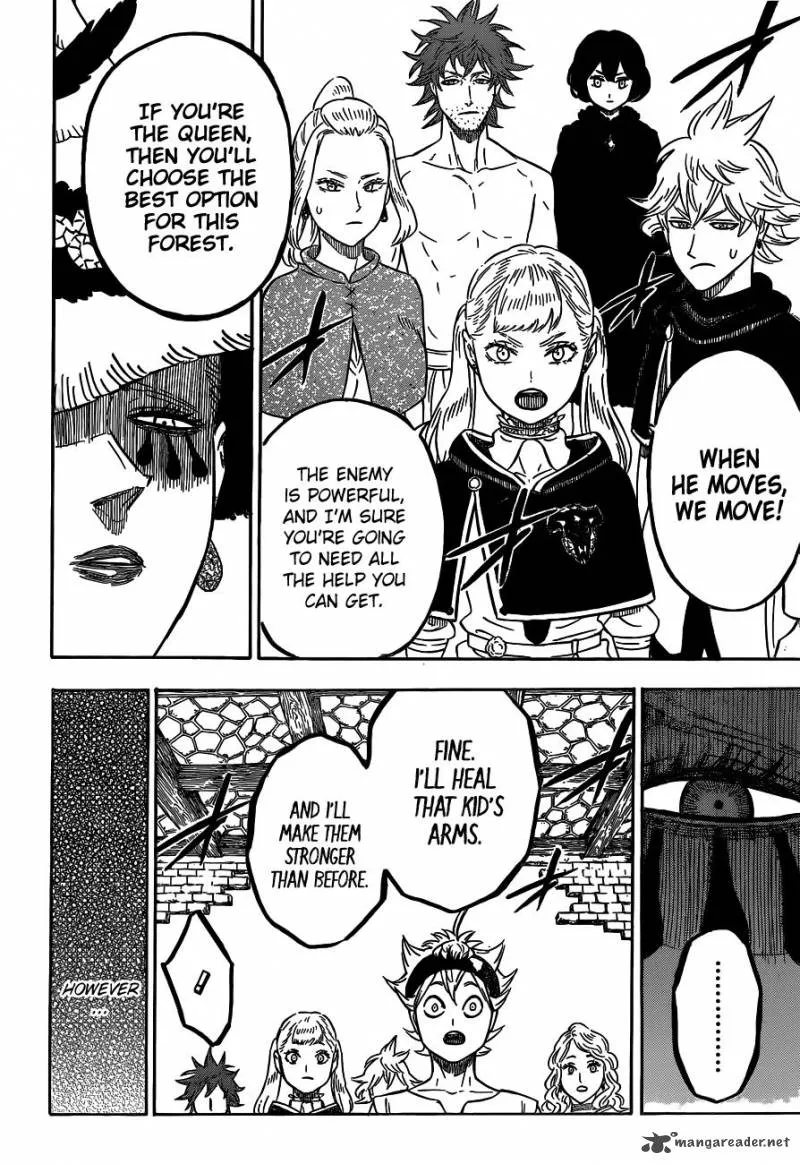 WHEN
HE MOVES,
WE MOVE!
THE ENEMY
IS POWERFUL,
AND I'M SURE
YOU'RE GOING
TO NEED ALL
THE HELP YOU
CAN GET.
IF YOU'RE
THE QUEEN,
THEN YOU'LL
CHOOSE THE
BEST OPTION
FOR THIS
FOREST.
..........
FINE.
I'LL HEAL
THAT KID'S
ARMS.
AND I'LL
MAKE THEM
STRONGER
THAN BEFORE.
!
HOWEVER
...
mangareader.net